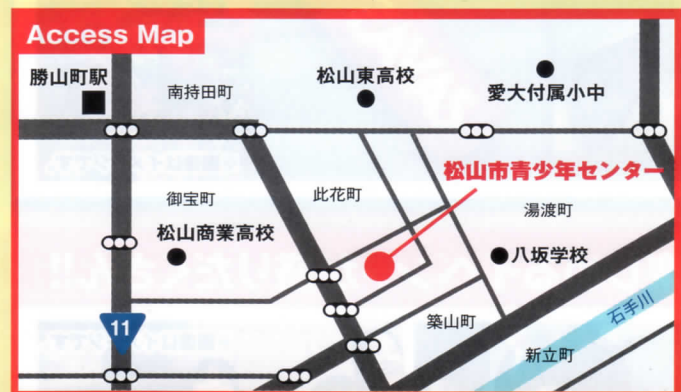 Access Map
勝山町駅
南持田町
松山東高校
愛大付属小中
松山市青少年センター
御宝町
此花町
湯渡町
松山商業高校
八坂学校
石手川
築山町
11
新立町